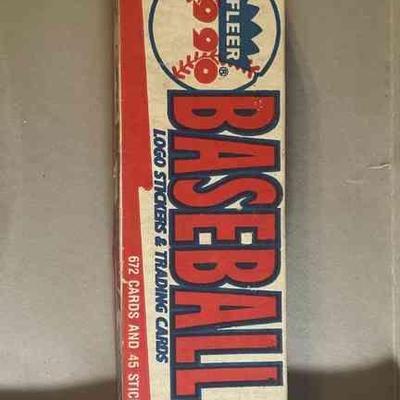 FLEER
1990®
BASEBALL
LOGO STICKERS & TRADING CARDS
672 CARDS AND 45 STIC